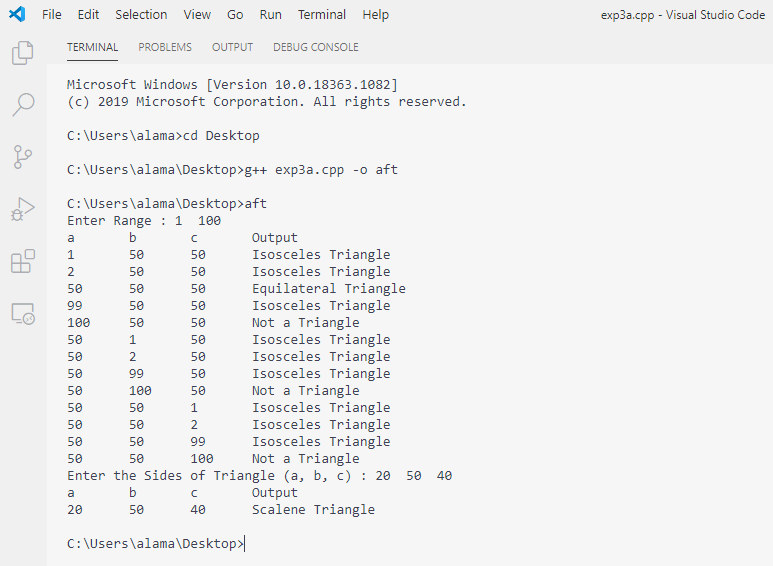 File Edit Selection View Go Run Terminal Help exp3a.cpp - Visual Studio Code
TERMINAL PROBLEMS OUTPUT DEBUG CONSOLE
Microsoft Windows [Version 10.0.18363.1082]
(c) 2019 Microsoft Corporation. All rights reserved.
C:\Users\alama>cd Desktop
C:\Users\alama\Desktop>g++ exp3a.cpp -o aft
C:\Users\alama\Desktop>aft
Enter Range : 1  100
a b c Output
1 50 50 Isosceles Triangle
2 50 50 Isosceles Triangle
50 50 50 Equilateral Triangle
99 50 50 Isosceles Triangle
100 50 50 Not a Triangle
50 1 50 Isosceles Triangle
50 2 50 Isosceles Triangle
50 99 50 Isosceles Triangle
50 100 50 Not a Triangle
50 50 1 Isosceles Triangle
50 50 2 Isosceles Triangle
50 50 99 Isosceles Triangle
50 50 100 Not a Triangle
Enter the Sides of Triangle (a, b, c) : 20  50  40
a b c Output
20 50 40 Scalene Triangle
C:\Users\alama\Desktop>